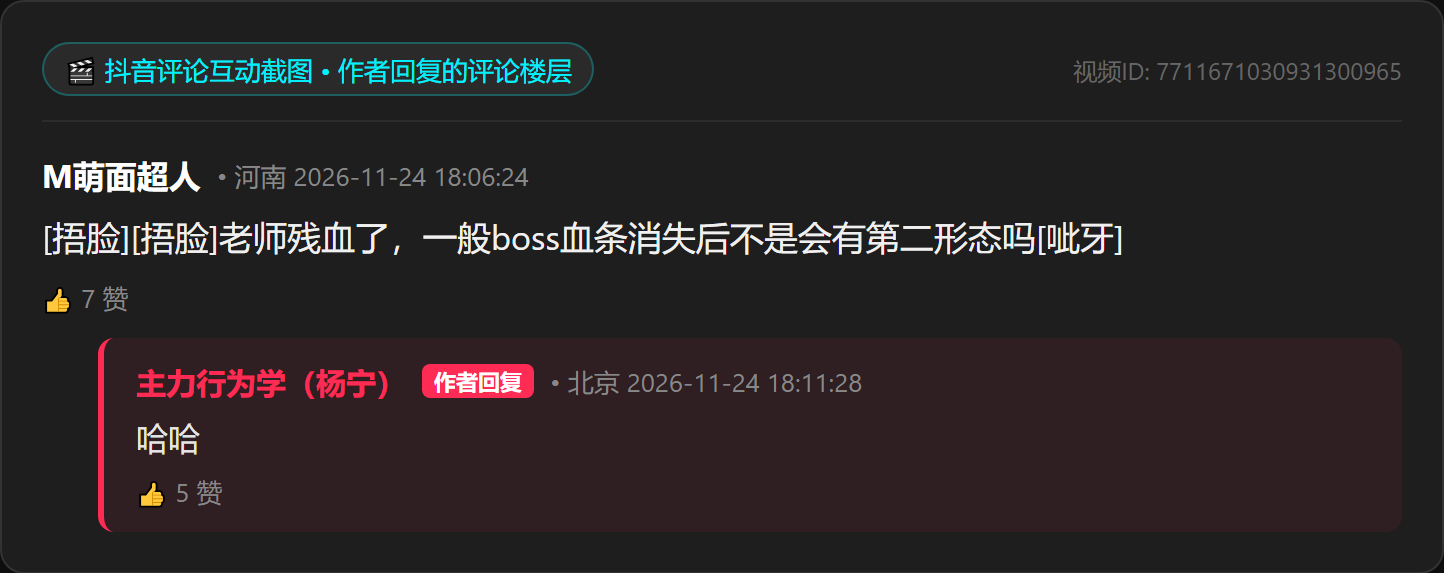 🎬 抖音评论互动截图 • 作者回复的评论楼层
视频ID: 7711671030931300965
M萌面超人 • 河南 2026-11-24 18:06:24
[捂脸][捂脸]老师残血了，一般boss血条消失后不是会有第二形态吗[呲牙]
👍 7 赞
主力行为学（杨宁） 作者回复 • 北京 2026-11-24 18:11:28
哈哈
👍 5 赞